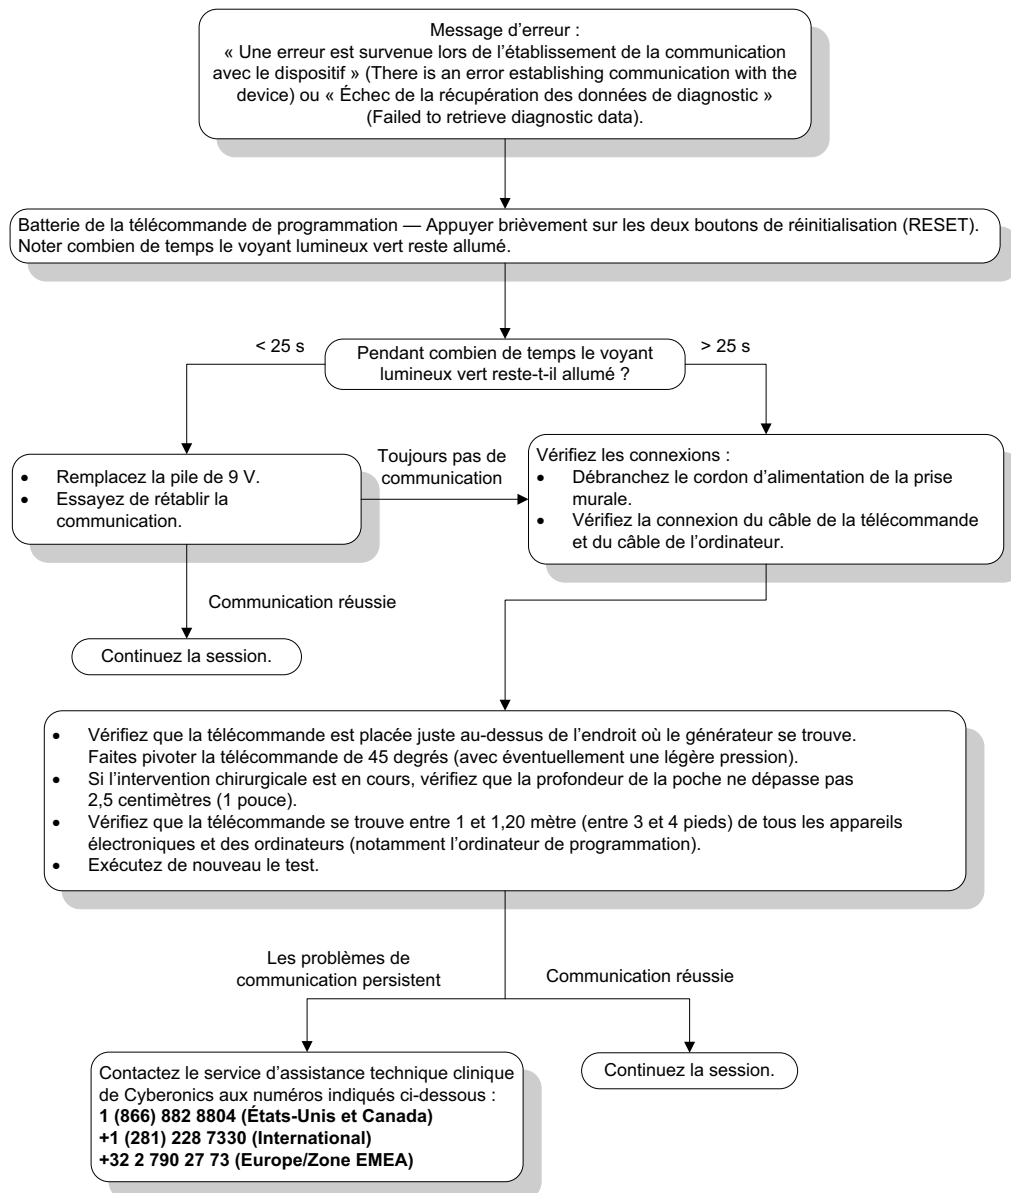 Message d’erreur :
« Une erreur est survenue lors de l’établissement de la communication
avec le dispositif » (There is an error establishing communication with the
device) ou « Échec de la récupération des données de diagnostic »
(Failed to retrieve diagnostic data).
Batterie de la télécommande de programmation — Appuyer brièvement sur les deux boutons de réinitialisation (RESET).
Noter combien de temps le voyant lumineux vert reste allumé.
< 25 s
Pendant combien de temps le voyant
lumineux vert reste-t-il allumé ?
> 25 s
• Remplacez la pile de 9 V.
• Essayez de rétablir la
communication.
Toujours pas de
communication
Vérifiez les connexions :
• Débranchez le cordon d’alimentation de la prise
murale.
• Vérifiez la connexion du câble de la télécommande
et du câble de l’ordinateur.
Communication réussie
Continuez la session.
• Vérifiez que la télécommande est placée juste au-dessus de l’endroit où le générateur se trouve.
Faites pivoter la télécommande de 45 degrés (avec éventuellement une légère pression).
• Si l’intervention chirurgicale est en cours, vérifiez que la profondeur de la poche ne dépasse pas
2,5 centimètres (1 pouce).
• Vérifiez que la télécommande se trouve entre 1 et 1,20 mètre (entre 3 et 4 pieds) de tous les appareils
électroniques et des ordinateurs (notamment l’ordinateur de programmation).
• Exécutez de nouveau le test.
Les problèmes de
communication persistent
Communication réussie
Contactez le service d’assistance technique clinique
de Cyberonics aux numéros indiqués ci-dessous :
1 (866) 882 8804 (États-Unis et Canada)
+1 (281) 228 7330 (International)
+32 2 790 27 73 (Europe/Zone EMEA)
Continuez la session.